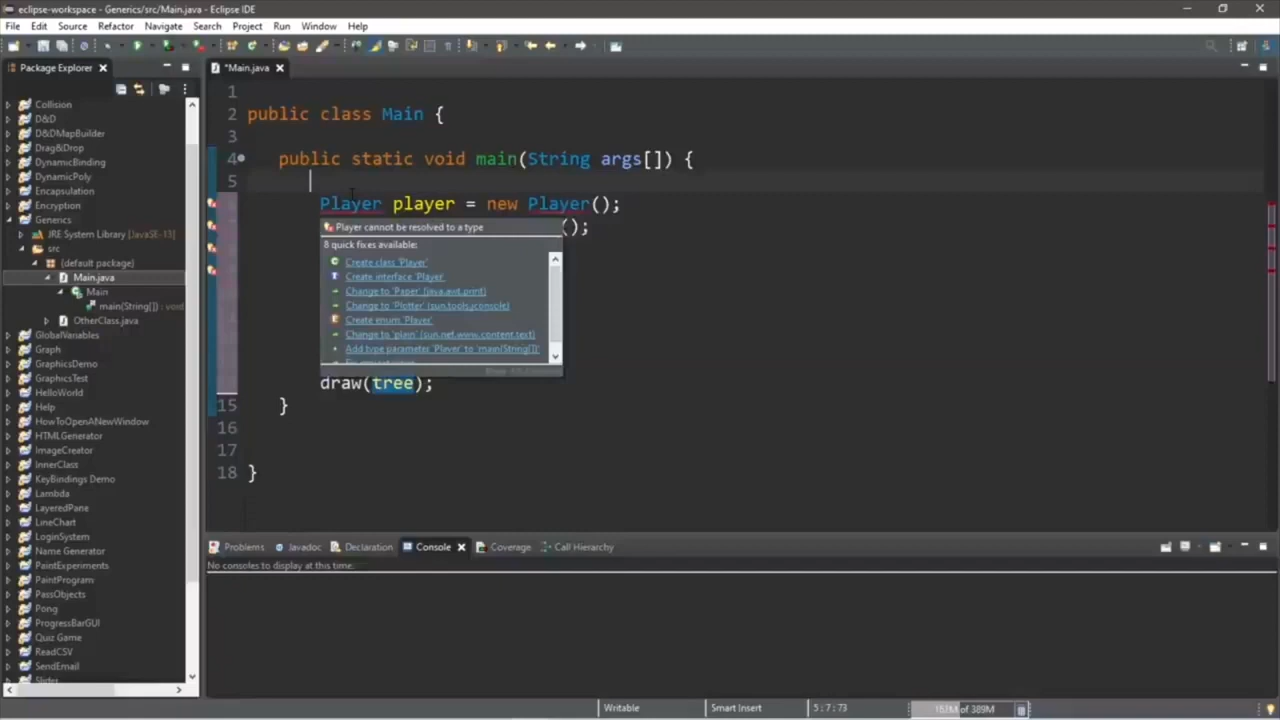 eclipse-workspace - Generics/src/Main.java - Eclipse IDE
File Edit Source Refactor Navigate Search Project Run Window Help
Package Explorer
*Main.java
Collision
D&D
D&DMapBuilder
Drag&Drop
DynamicBinding
DynamicPoly
Encapsulation
Encryption
Generics
JRE System Library [JavaSE-13]
src
(default package)
Main.java
Main
main(String[]) : void
OtherClass.java
GlobalVariables
Graph
GraphicsDemo
GraphicsTest
HelloWorld
Help
HowToOpenANewWindow
HTMLGenerator
ImageCreator
InnerClass
KeyBindings Demo
Lambda
LayeredPane
LineChart
LoginSystem
Name Generator
PaintExperiments
PaintProgram
PassObjects
Pong
ProgressBarGUI
Quiz Game
ReadCSV
SendEmail
Slider
1
2 public class Main {
3
4 public static void main(String args[]) {
5
Player player = new Player();
();
Player cannot be resolved to a type
8 quick fixes available:
Create class 'Player'
Create interface 'Player'
Change to 'Paper' (java.awt.print)
Change to 'Plotter' (sun.tools.jconsole)
Create enum 'Player'
Change to 'plain' (sun.net.www.content.text)
Add type parameter 'Player' to 'main(String[])'
draw(tree);
15 }
16
17
18 }
Problems Javadoc Declaration Console Coverage Call Hierarchy
No consoles to display at this time.
Writable Smart Insert 5 : 7 : 73 of 389M